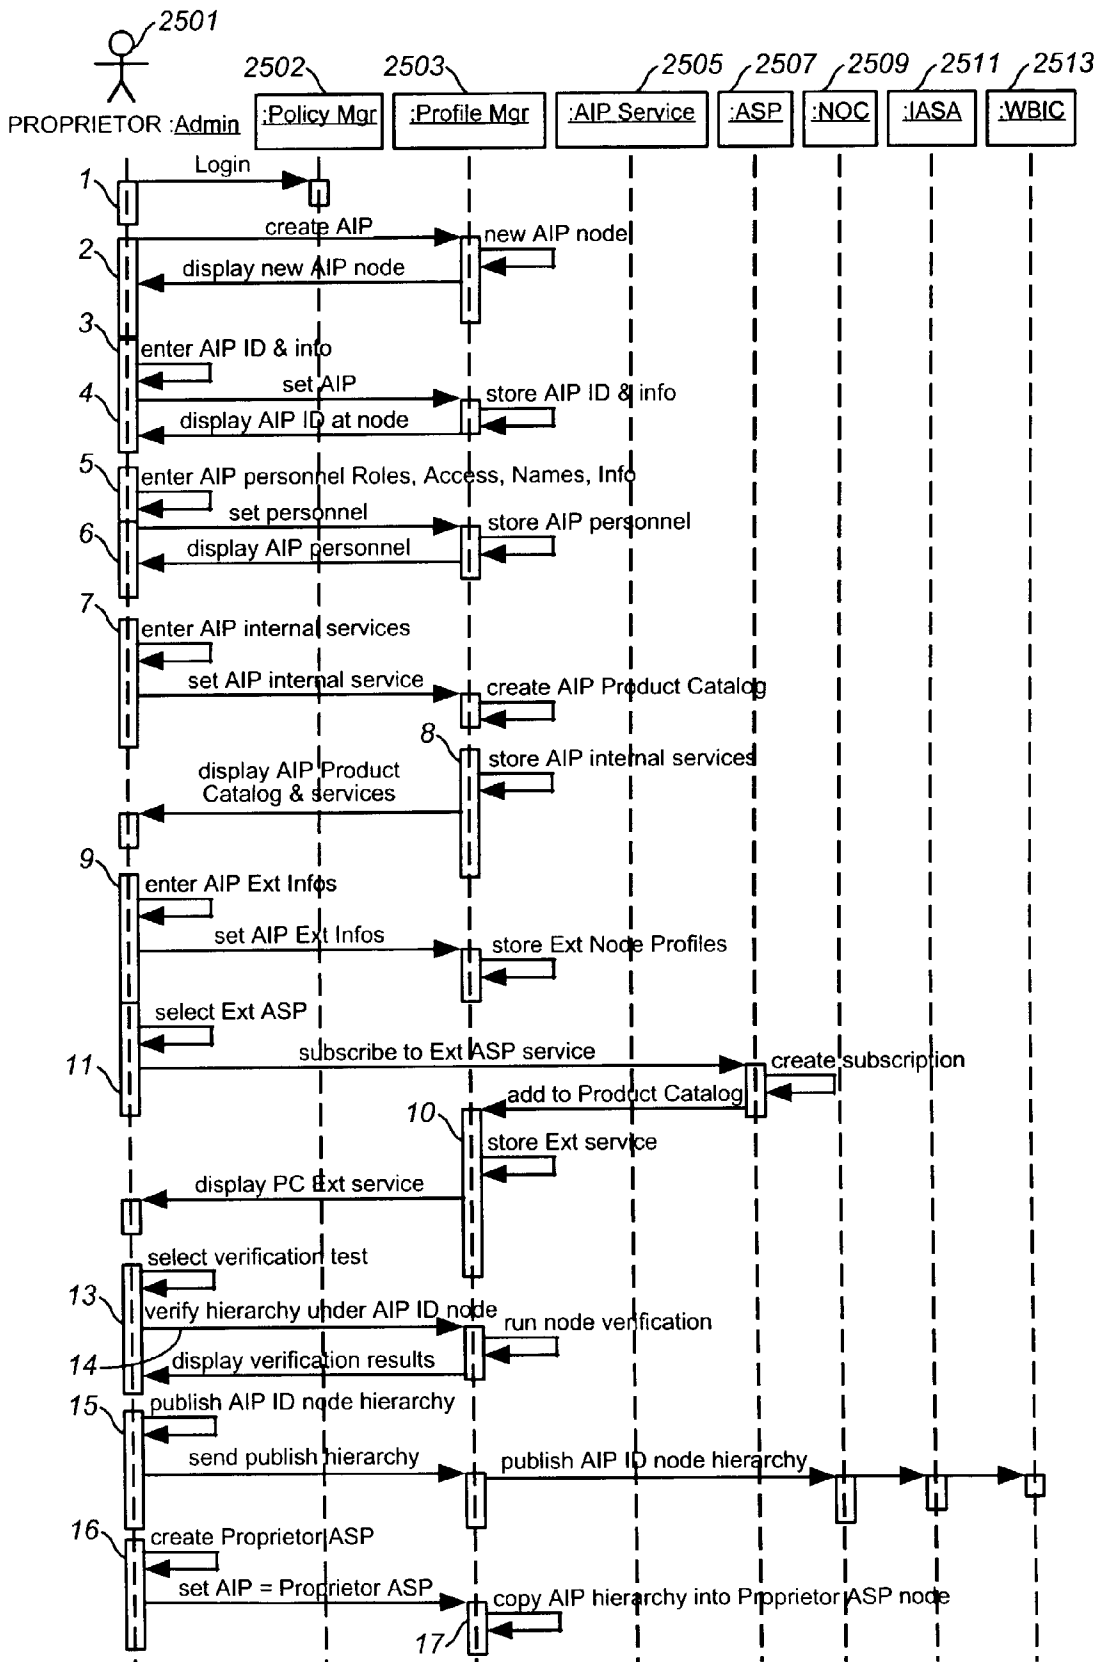 2501
2502
2503
2505
2507
2509
2511
2513
PROPRIETOR :Admin
:Policy Mgr
:Profile Mgr
:AIP Service
:ASP
:NOC
:IASA
:WBIC
1
Login
create AIP
new AIP node
2
display new AIP node
3
enter AIP ID & info
set AIP
4
store AIP ID & info
display AIP ID at node
5
enter AIP personnel Roles, Access, Names, Info
set personnel
store AIP personnel
6
display AIP personnel
7
enter AIP internal services
set AIP internal service
create AIP Product Catalog
8
store AIP internal services
display AIP Product
Catalog & services
9
enter AIP Ext Infos
set AIP Ext Infos
store Ext Node Profiles
select Ext ASP
11
subscribe to Ext ASP service
create subscription
add to Product Catalog
10
store Ext service
display PC Ext service
select verification test
13
verify hierarchy under AIP ID node
run node verification
14
display verification results
15
publish AIP ID node hierarchy
send publish hierarchy
publish AIP ID node hierarchy
16
create Proprietor ASP
set AIP = Proprietor ASP
copy AIP hierarchy into Proprietor ASP node
17